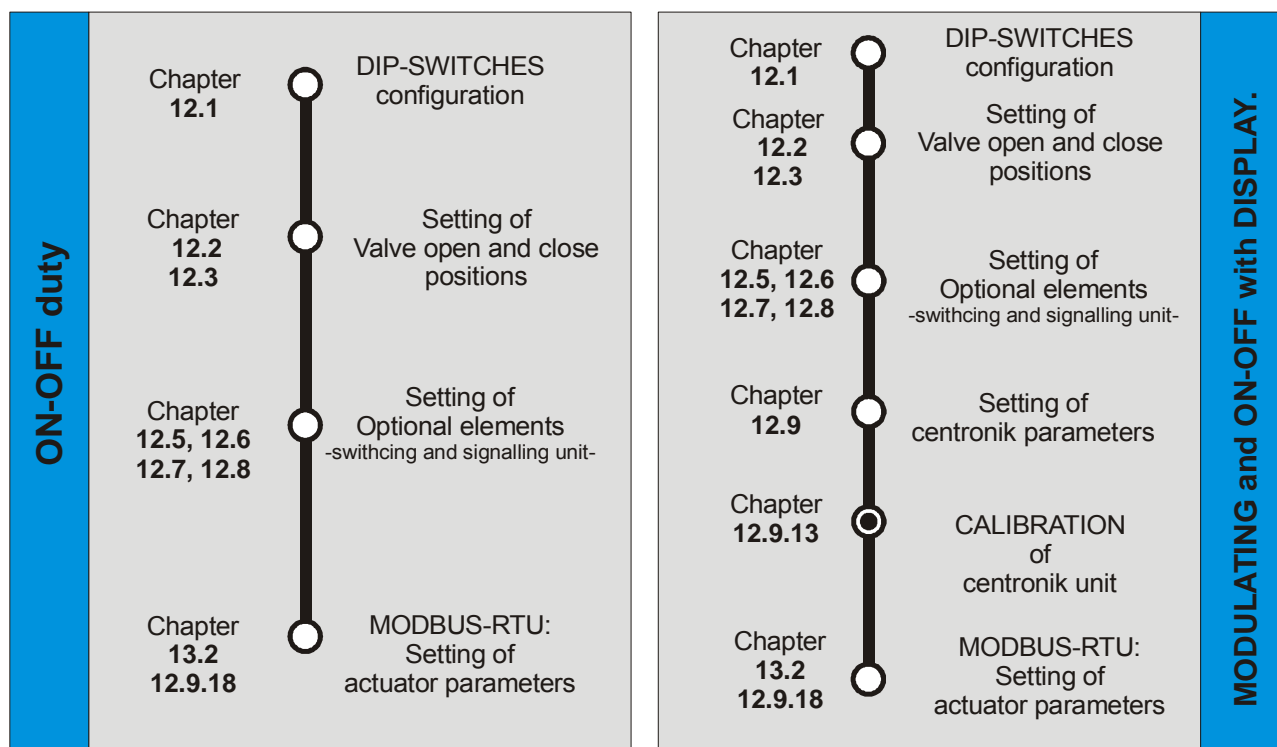 ON-OFF duty
Chapter
12.1
DIP-SWITCHES
configuration
Chapter
12.2
12.3
Setting of
Valve open and close
positions
Chapter
12.5, 12.6
12.7, 12.8
Setting of
Optional elements
-swithcing and signalling unit-
Chapter
13.2
12.9.18
MODBUS-RTU:
Setting of
actuator parameters
Chapter
12.1
DIP-SWITCHES
configuration
Chapter
12.2
12.3
Setting of
Valve open and close
positions
Chapter
12.5, 12.6
12.7, 12.8
Setting of
Optional elements
-swithcing and signalling unit-
Chapter
12.9
Setting of
centronik parameters
Chapter
12.9.13
CALIBRATION
of
centronik unit
Chapter
13.2
12.9.18
MODBUS-RTU:
Setting of
actuator parameters
MODULATING and ON-OFF with DISPLAY.